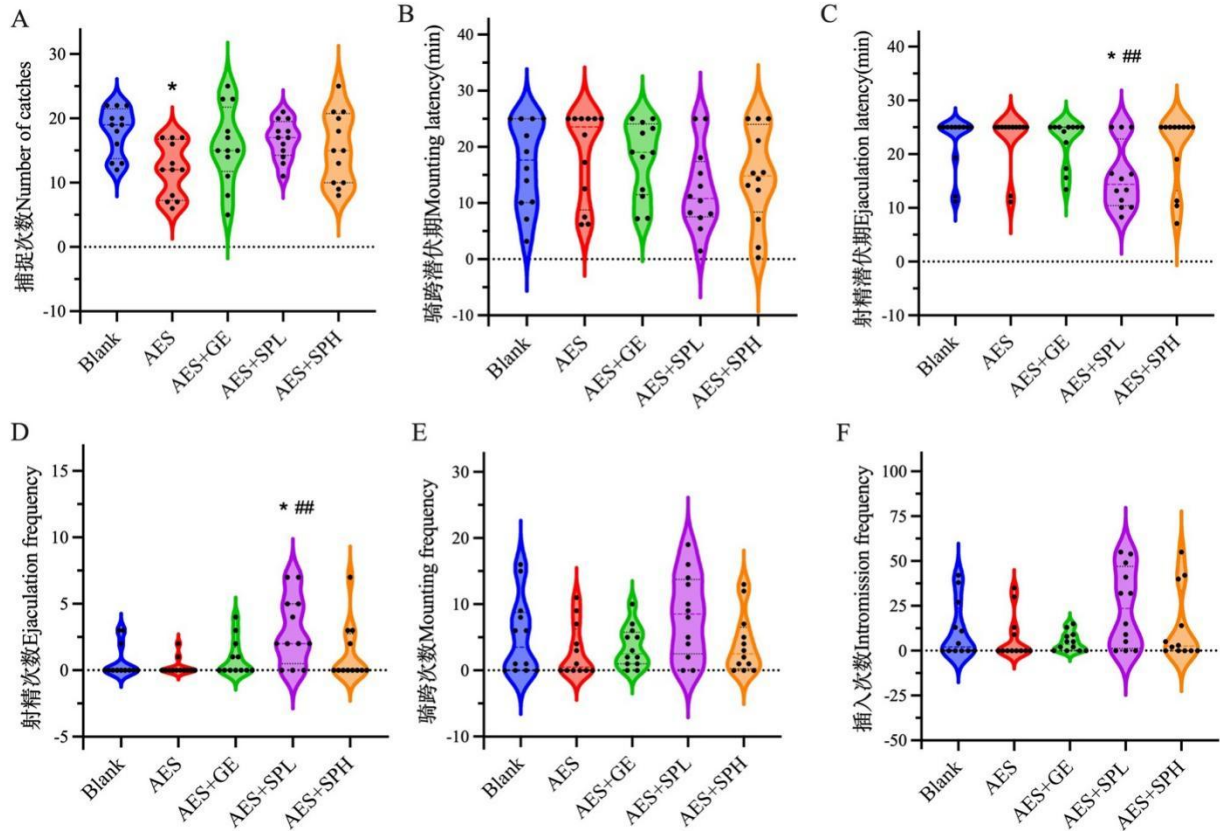 A
捕捉次数Number of catches
30
20
10
0
-10
*
Blank
AES
AES+GE
AES+SPL
AES+SPH
B
骑跨潜伏期Mounting latency(min)
40
30
20
10
0
-10
Blank
AES
AES+GE
AES+SPL
AES+SPH
C
射精潜伏期Ejaculation latency(min)
40
30
20
10
0
-10
* ##
Blank
AES
AES+GE
AES+SPL
AES+SPH
D
射精次数Ejaculation frequency
15
10
5
0
-5
* ##
Blank
AES
AES+GE
AES+SPL
AES+SPH
E
骑跨次数Mounting frequency
30
20
10
0
-10
Blank
AES
AES+GE
AES+SPL
AES+SPH
F
插入次数Intromission frequency
100
75
50
25
0
-25
-50
Blank
AES
AES+GE
AES+SPL
AES+SPH